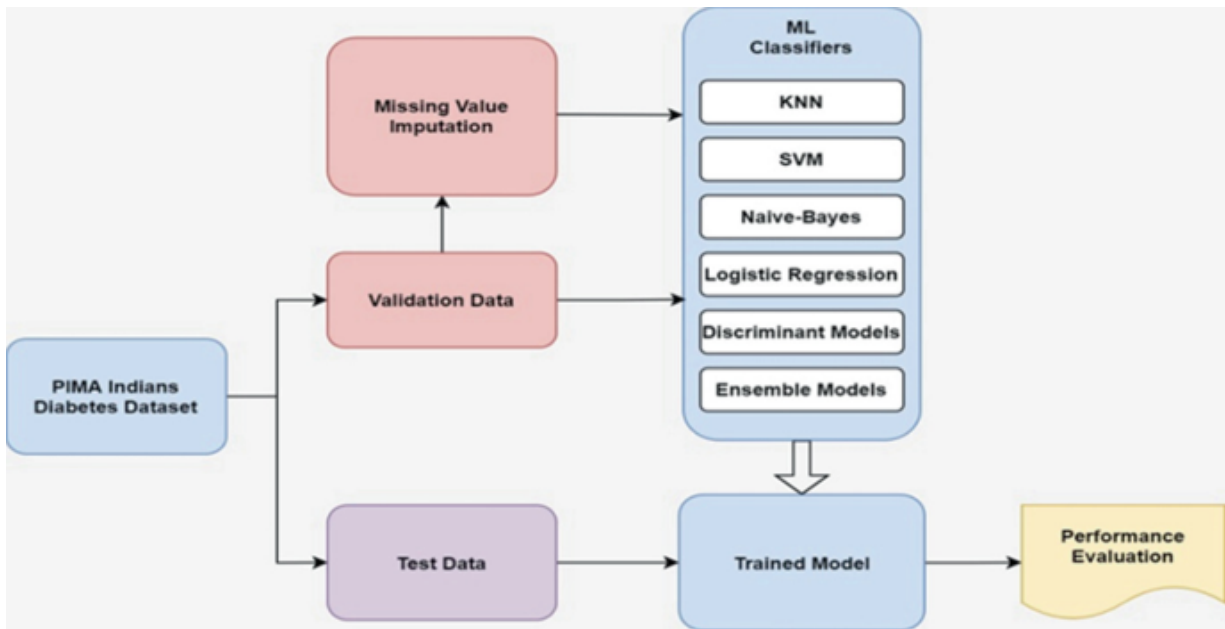 ML
Classifiers
KNN
SVM
Naive-Bayes
Logistic Regression
Discriminant Models
Ensemble Models
Missing Value
Imputation
Validation Data
PIMA Indians
Diabetes Dataset
Test Data
Trained Model
Performance
Evaluation